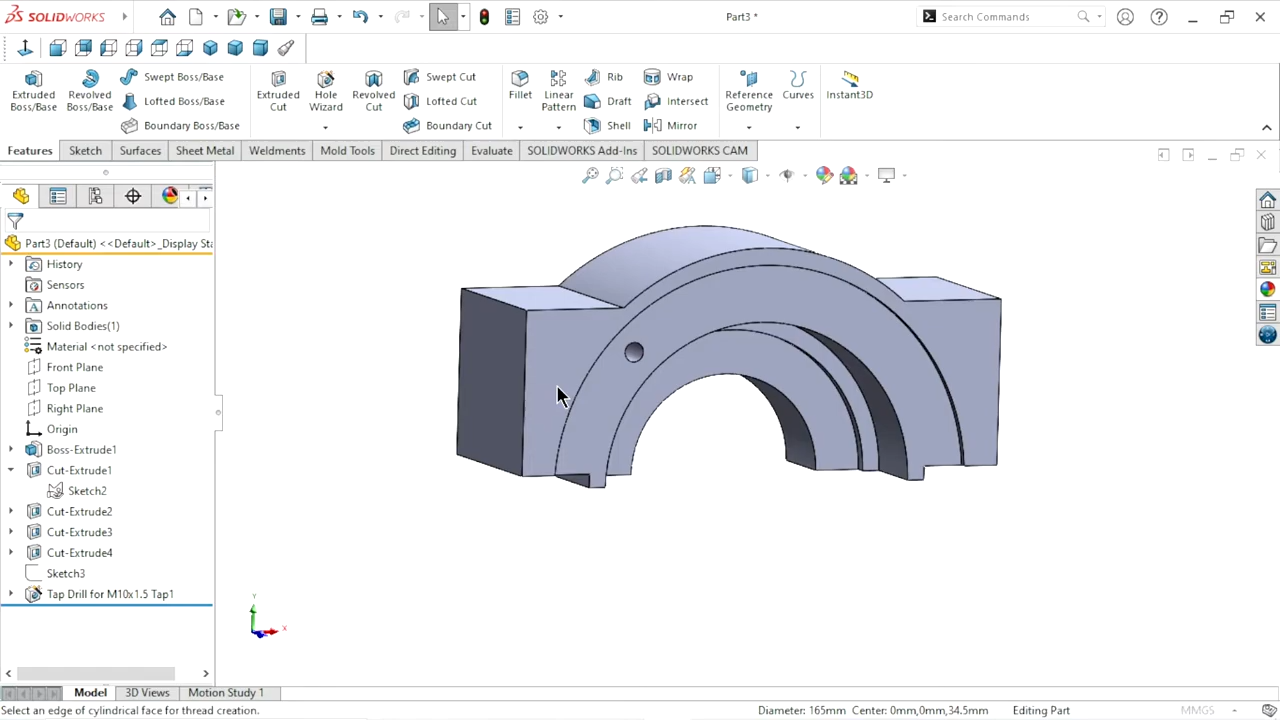 SOLIDWORKS
Part3 *
Search Commands
Extruded Boss/Base
Revolved Boss/Base
Swept Boss/Base
Lofted Boss/Base
Boundary Boss/Base
Extruded Cut
Hole Wizard
Revolved Cut
Swept Cut
Lofted Cut
Boundary Cut
Fillet
Linear Pattern
Rib
Draft
Shell
Wrap
Intersect
Mirror
Reference Geometry
Curves
Instant3D
Features Sketch Surfaces Sheet Metal Weldments Mold Tools Direct Editing Evaluate SOLIDWORKS Add-Ins SOLIDWORKS CAM
Part3 (Default) <<Default>_Display Sta
History
Sensors
Annotations
Solid Bodies(1)
Material <not specified>
Front Plane
Top Plane
Right Plane
Origin
Boss-Extrude1
Cut-Extrude1
Sketch2
Cut-Extrude2
Cut-Extrude3
Cut-Extrude4
Sketch3
Tap Drill for M10x1.5 Tap1
Y
X
Model 3D Views Motion Study 1
Select an edge of cylindrical face for thread creation. Diameter: 165mm Center: 0mm,0mm,34.5mm Editing Part MMGS